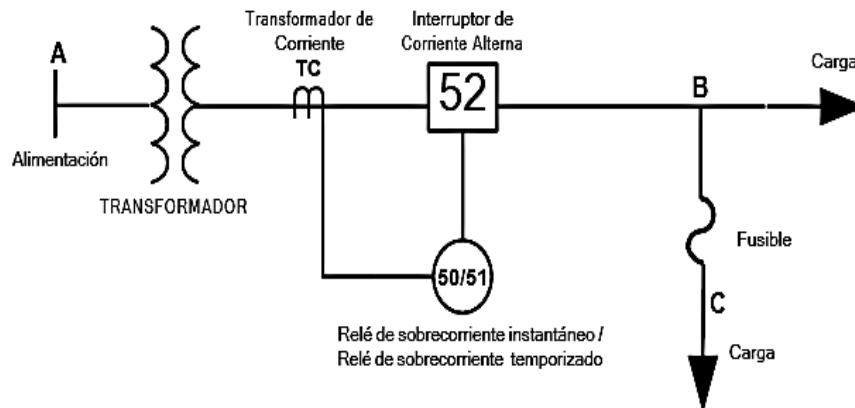 Transformador de
Corriente
TC
Interruptor de
Corriente Alterna
52
A
B
Carga
Alimentación
TRANSFORMADOR
50/51
Fusible
C
Carga
Relé de sobrecorriente instantáneo /
Relé de sobrecorriente temporizado